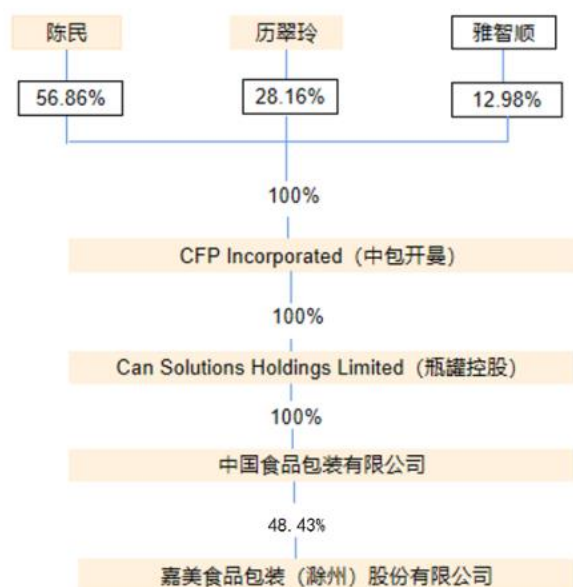 陈民
历翠玲
雅智顺
56.86%
28.16%
12.98%
100%
CFP Incorporated（中包开曼）
100%
Can Solutions Holdings Limited（瓶罐控股）
100%
中国食品包装有限公司
48.43%
嘉美食品包装（滁州）股份有限公司